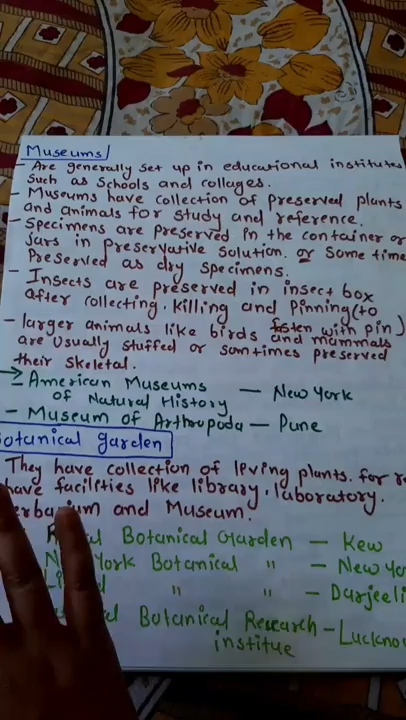 Museums
Are generally set up in educational institutes
such as Schools and collages.
- Museums have collection of preserved plants
and animals for study and reference.
- Specimens are preserved in the container or
jars in preservative solution. or Some time
Preserved as dry specimens.
- Insects are preserved in insect box
after collecting, killing and pinning (to
fasten with pin)
- larger animals like birds and mammals
are usually stuffed or somtimes preserved
their skeletal.
→ - American Museums
of Natural History — New York
- Museum of Arthropoda — Pune
otanical garden
They have collection of living plants. for
have facilities like library, laboratory.
and Museum.
Botanical Garden — Kew
York Botanical " — New Yo
" " — Darjeeli
Botanical Research — Lucknow
institue